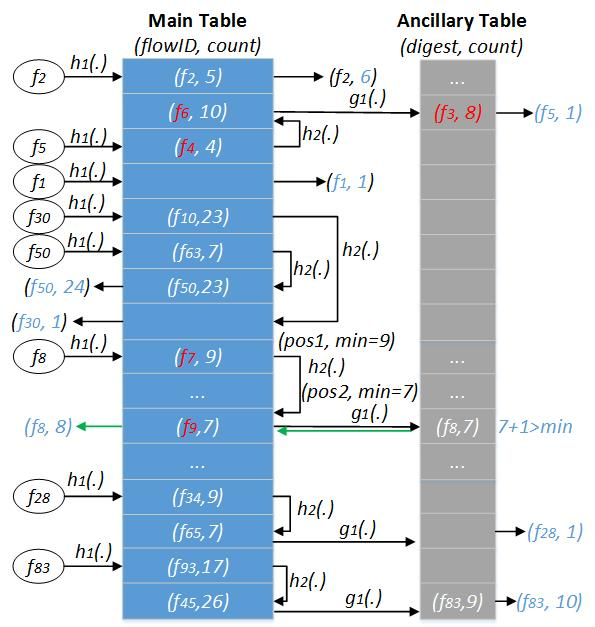 Main Table Ancillary Table
(flowID, count) (digest, count)
f2 h1(.) (f2, 5) (f2, 6) ...
(f6, 10) g1(.) (f3, 8) (f5, 1)
f5 h1(.) (f4, 4) h2(.)
f1 h1(.) (f1, 1)
f30 h1(.) (f10,23)
f50 h1(.) (f63,7) h2(.) h2(.)
(f50, 24) (f50,23)
(f30, 1)
f8 h1(.) (f7, 9) (pos1, min=9) ...
h2(.)
... (pos2, min=7)
(f8, 8) (f9,7) g1(.) (f8,7) 7+1>min
... ...
f28 h1(.) (f34,9) h2(.)
(f65,7) g1(.) (f28, 1)
f83 h1(.) (f93,17) h2(.)
(f45,26) g1(.) (f83,9) (f83, 10)